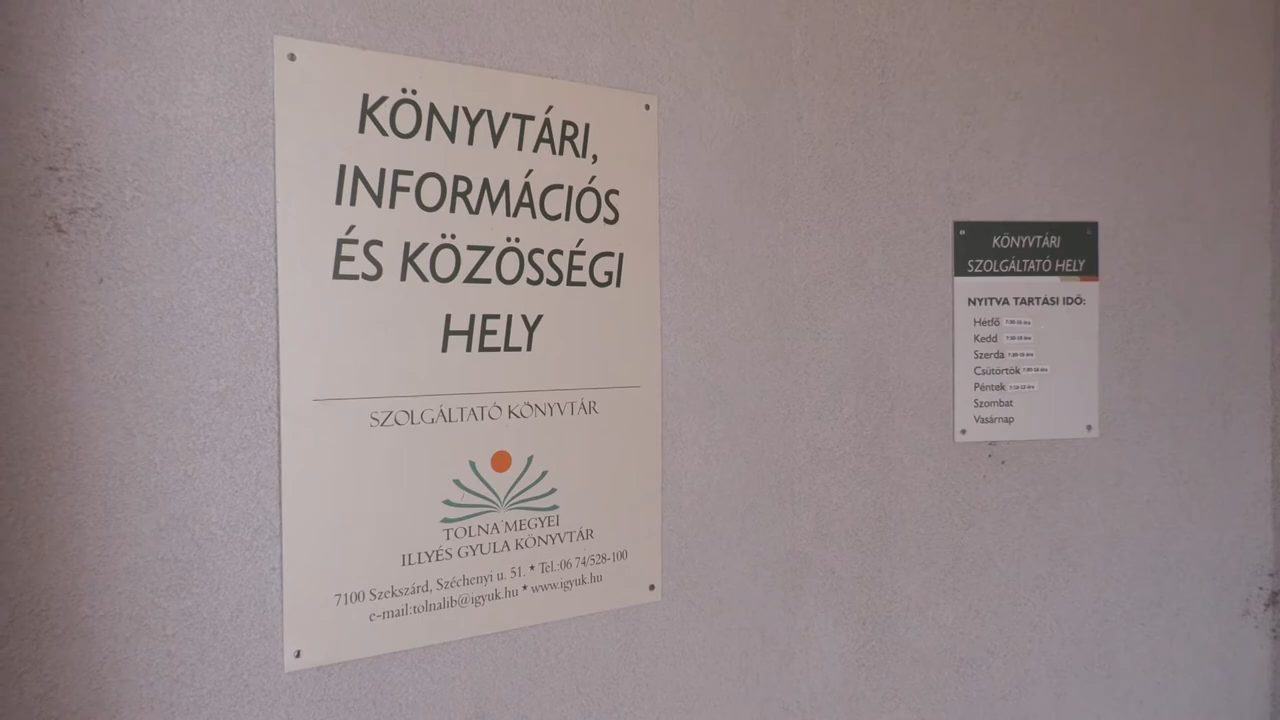 KÖNYVTÁRI,
INFORMÁCIÓS
ÉS KÖZÖSSÉGI
HELY
SZOLGÁLTATÓ KÖNYVTÁR
TOLNA MEGYEI
ILLYÉS GYULA KÖNYVTÁR
7100 Szekszárd, Széchenyi u. 51. * Tel.:06 74/528-100
e-mail:tolnalib@igyuk.hu * www.igyuk.hu
KÖNYVTÁRI
SZOLGÁLTATÓ HELY
NYITVA TARTÁSI IDŐ:
Hétfő
Kedd
Szerda
Csütörtök
Péntek
Szombat
Vasárnap